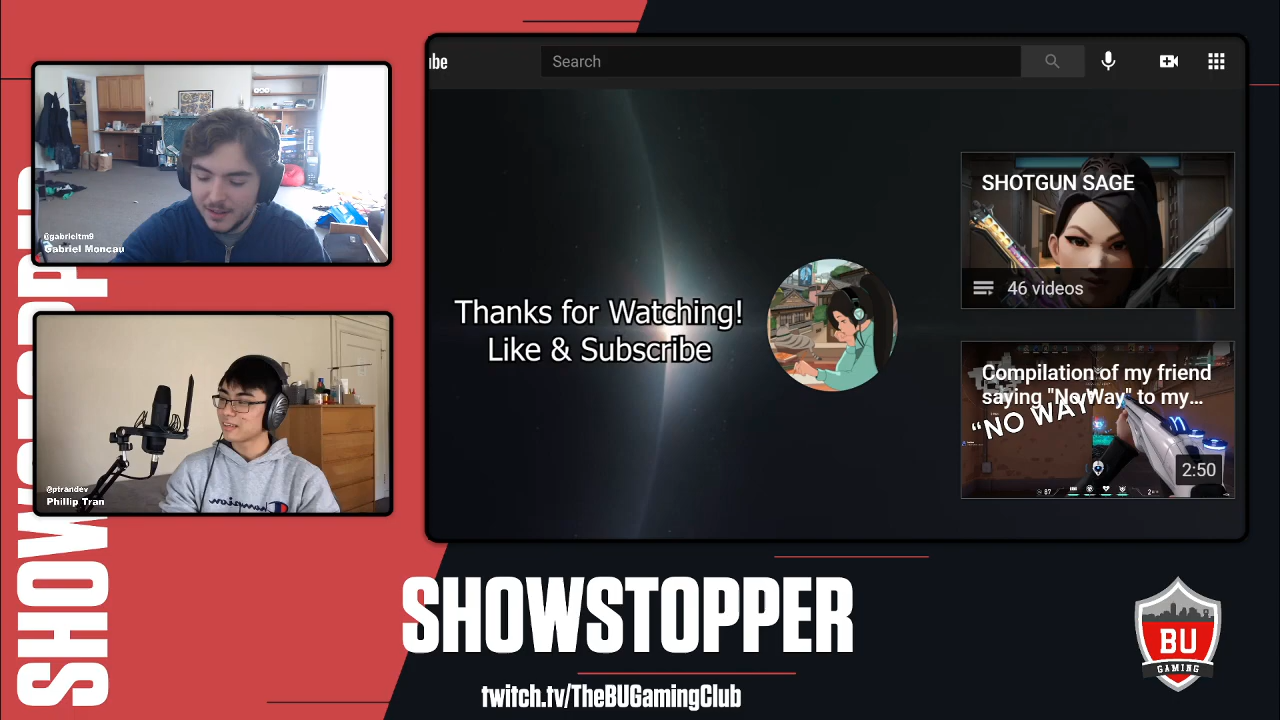 @gabrieltm9
Gabriel Moncau
@ptrandev
Phillip Tran
SHOWSTOPPER
ube
Search
Thanks for Watching!
Like & Subscribe
SHOTGUN SAGE
46 videos
Compilation of my friend
saying "No Way" to my...
"NO WAY"
2:50
SHOWSTOPPER
twitch.tv/TheBUGamingClub
BU
GAMING